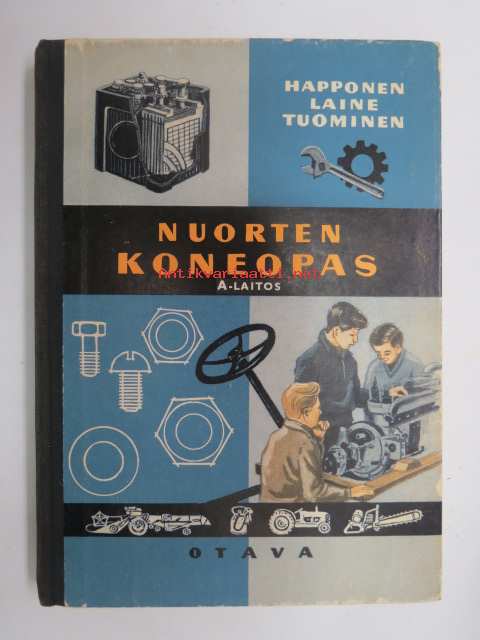 HAPPONEN
LAINE
TUOMINEN
NUORTEN
KONEOPAS
Antikvariaatti.net
A-LAITOS
OTAVA